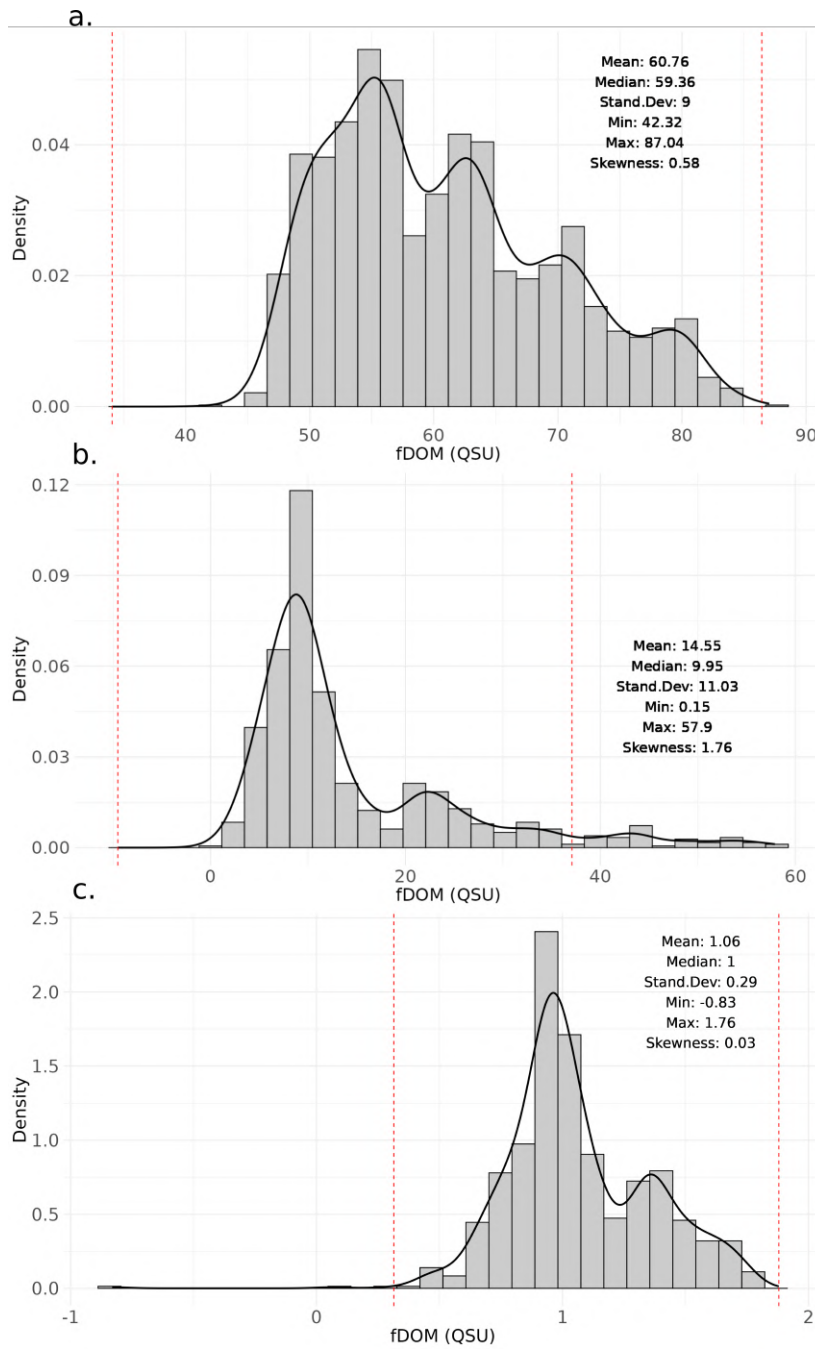 a.
Mean: 60.76
Median: 59.36
Stand.Dev: 9
Min: 42.32
Max: 87.04
Skewness: 0.58
Density
0.04
0.02
0.00
40 50 60 70 80 90
fDOM (QSU)
b.
0.12
0.09
0.06
0.03
0.00
Density
Mean: 14.55
Median: 9.95
Stand.Dev: 11.03
Min: 0.15
Max: 57.9
Skewness: 1.76
0 20 40 60
fDOM (QSU)
c.
2.5
2.0
1.5
1.0
0.5
0.0
Density
Mean: 1.06
Median: 1
Stand.Dev: 0.29
Min: -0.83
Max: 1.76
Skewness: 0.03
-1 0 1 2
fDOM (QSU)